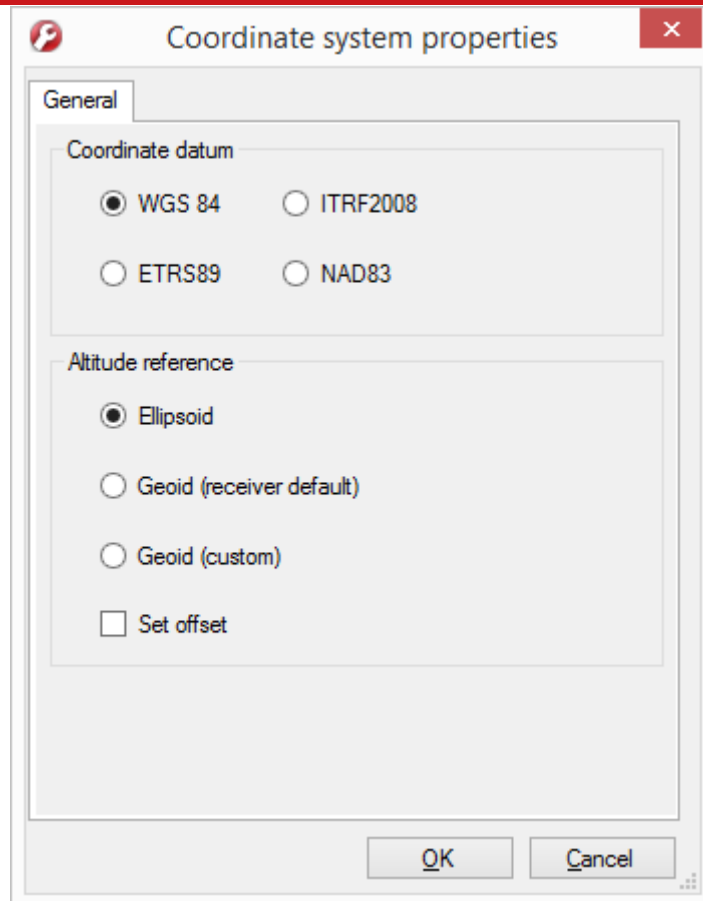 Coordinate system properties
General
Coordinate datum
WGS 84 ITRF2008
ETRS89 NAD83
Altitude reference
Ellipsoid
Geoid (receiver default)
Geoid (custom)
Set offset
OK Cancel